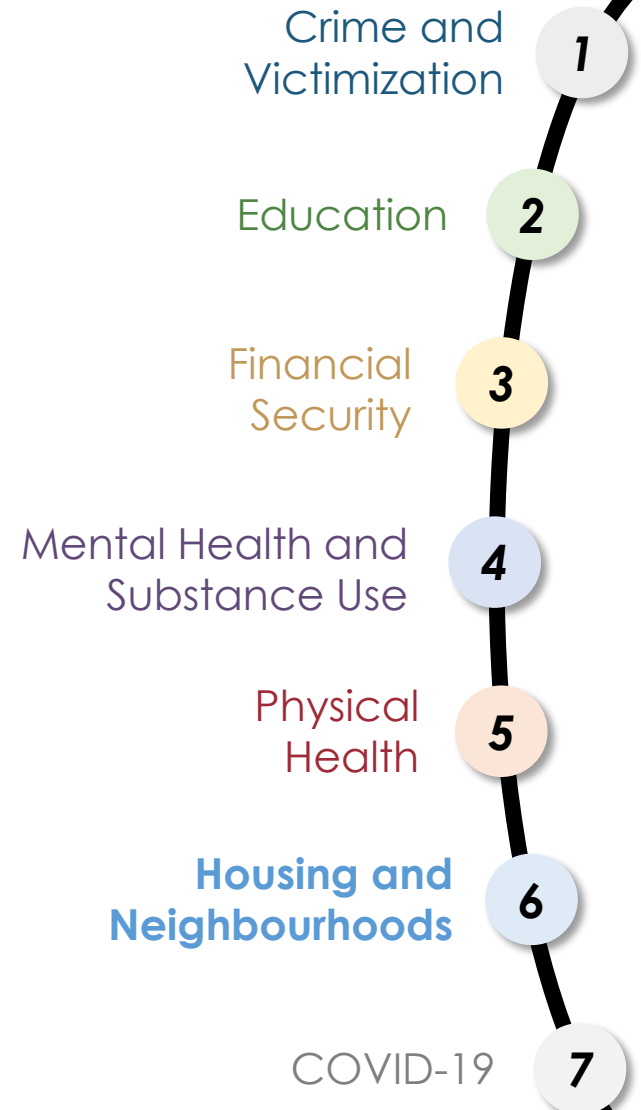 Crime and
Victimization
1
Education
2
Financial
Security
3
Mental Health and
Substance Use
4
Physical
Health
5
Housing and
Neighbourhoods
6
COVID-19
7